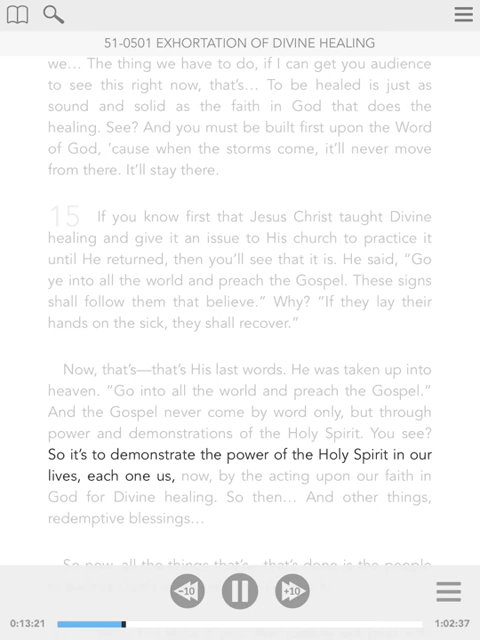 51-0501 EXHORTATION OF DIVINE HEALING
we… The thing we have to do, if I can get you audience
to see this right now, that’s… To be healed is just as
sound and solid as the faith in God that does the
healing. See? And you must be built first upon the Word
of God, ’cause when the storms come, it’ll never move
from there. It’ll stay there.
15 If you know first that Jesus Christ taught Divine
healing and give it an issue to His church to practice it
until He returned, then you’ll see that it is. He said, “Go
ye into all the world and preach the Gospel. These signs
shall follow them that believe.” Why? “If they lay their
hands on the sick, they shall recover.”
Now, that’s—that’s His last words. He was taken up into
heaven. “Go into all the world and preach the Gospel.”
And the Gospel never come by word only, but through
power and demonstrations of the Holy Spirit. You see?
So it’s to demonstrate the power of the Holy Spirit in our
lives, each one us, now, by the acting upon our faith in
God for Divine healing. So then… And other things,
redemptive blessings…
So now, all the things that’s—that’s done is the people
-10 +10
0:13:21 1:02:37